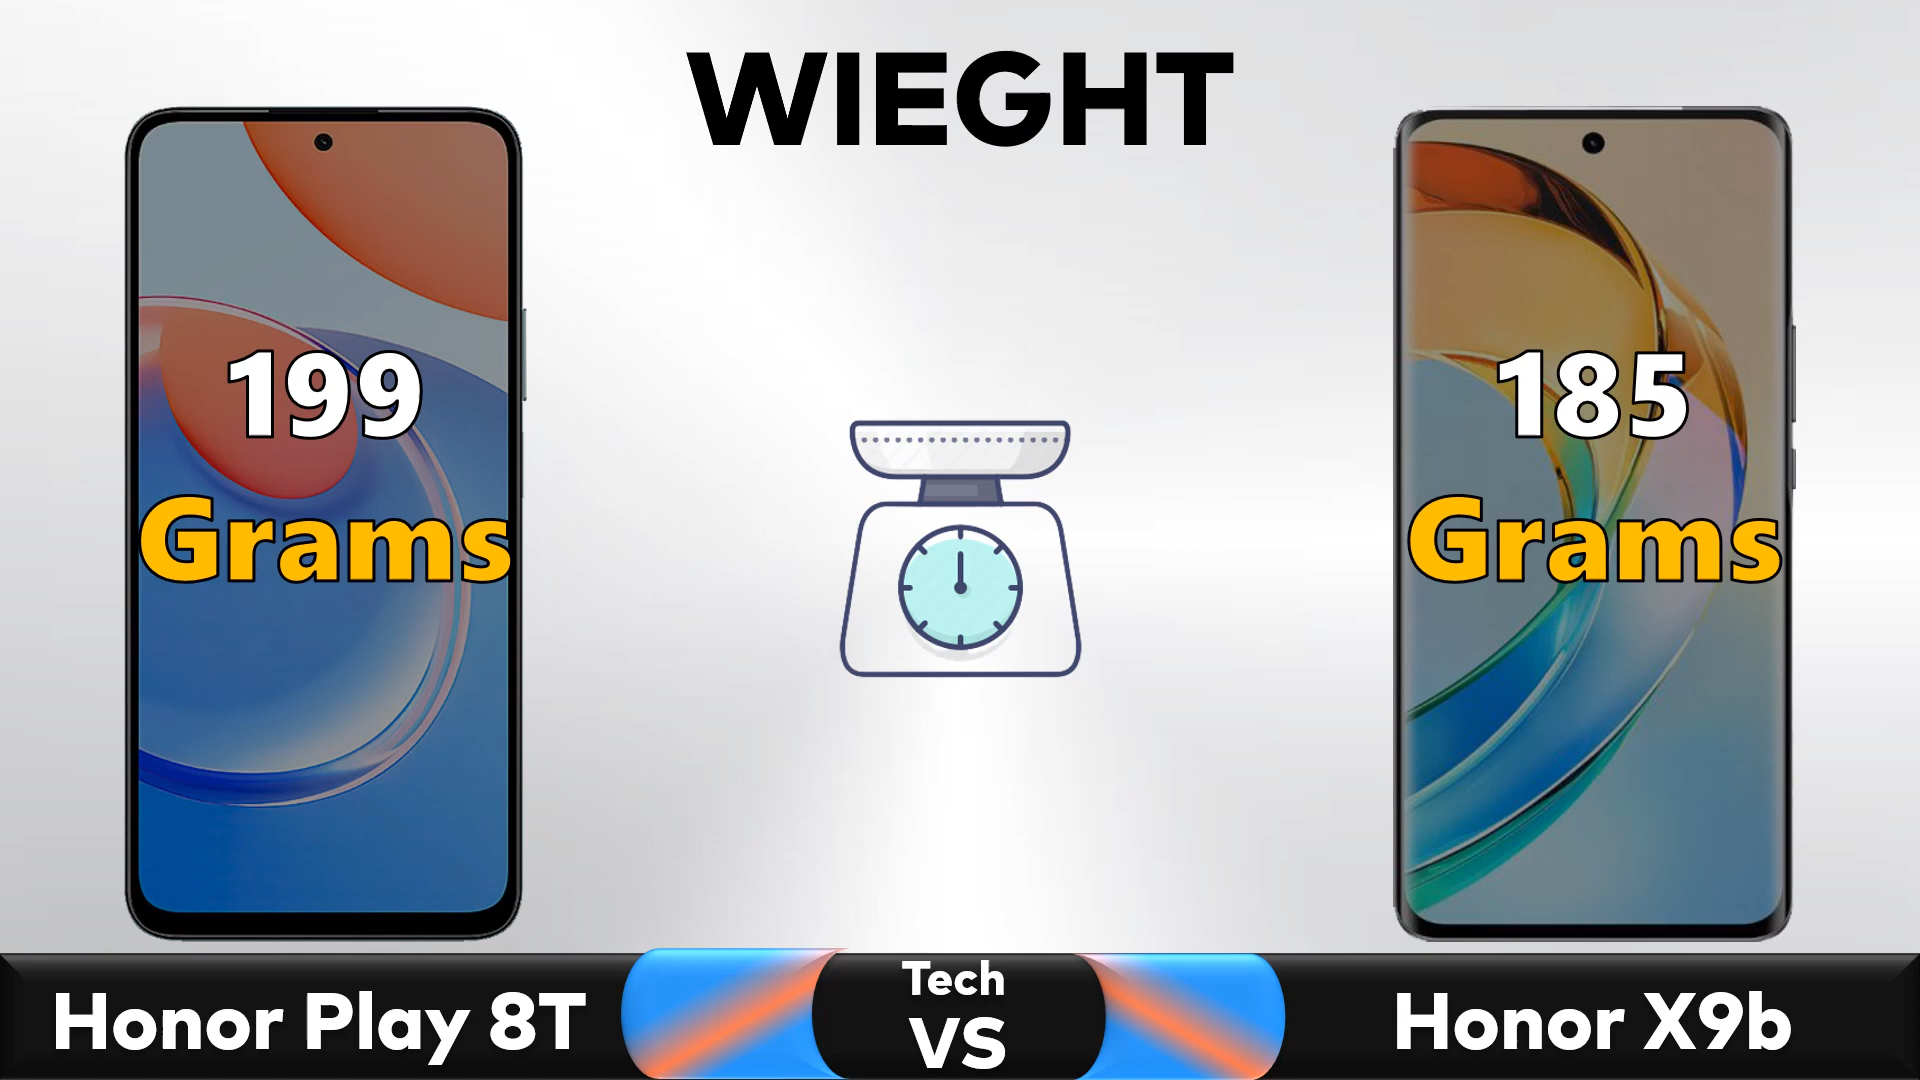 WIEGHT
199
Grams
185
Grams
Honor Play 8T
Tech
VS
Honor X9b